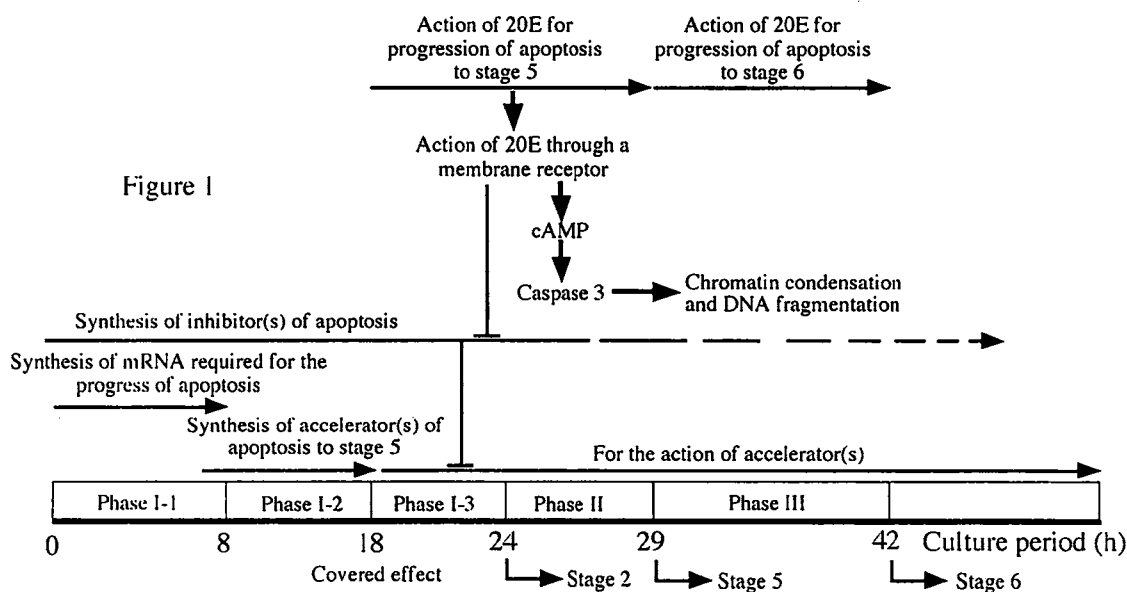 Action of 20E for
progression of apoptosis
to stage 5
Action of 20E for
progression of apoptosis
to stage 6
Action of 20E through a
membrane receptor
Figure 1
cAMP
Caspase 3
Chromatin condensation
and DNA fragmentation
Synthesis of inhibitor(s) of apoptosis
Synthesis of mRNA required for the
progress of apoptosis
Synthesis of accelerator(s) of
apoptosis to stage 5
For the action of accelerator(s)
Phase I-1 Phase I-2 Phase I-3 Phase II Phase III
0 8 18 24 29 42 Culture period (h)
Covered effect Stage 2 Stage 5 Stage 6